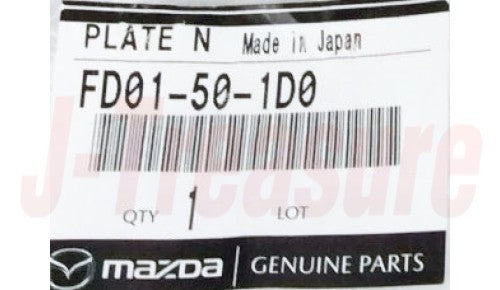 PLATE N Made in Japan
FD01-50-1D0
J-Treasure
QTY 1 LOT
mazda GENUINE PARTS